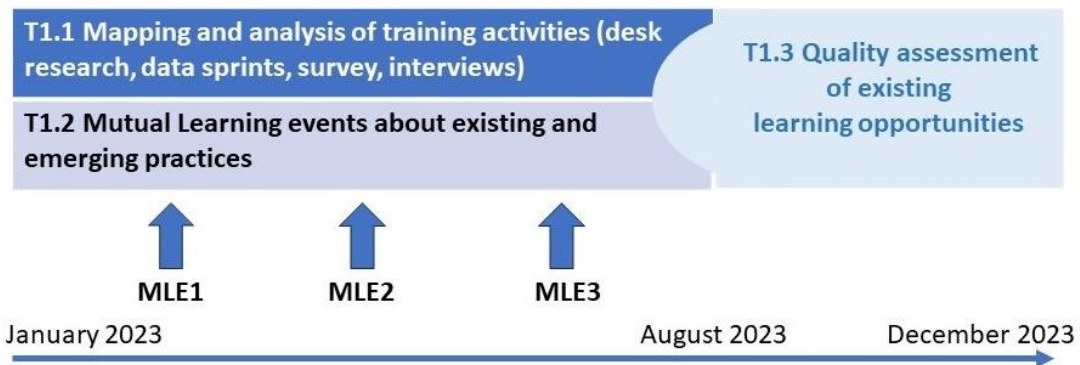 T1.1 Mapping and analysis of training activities (desk
research, data sprints, survey, interviews)
T1.2 Mutual Learning events about existing and
emerging practices
T1.3 Quality assessment
of existing
learning opportunities
MLE1
MLE2
MLE3
January 2023
August 2023
December 2023